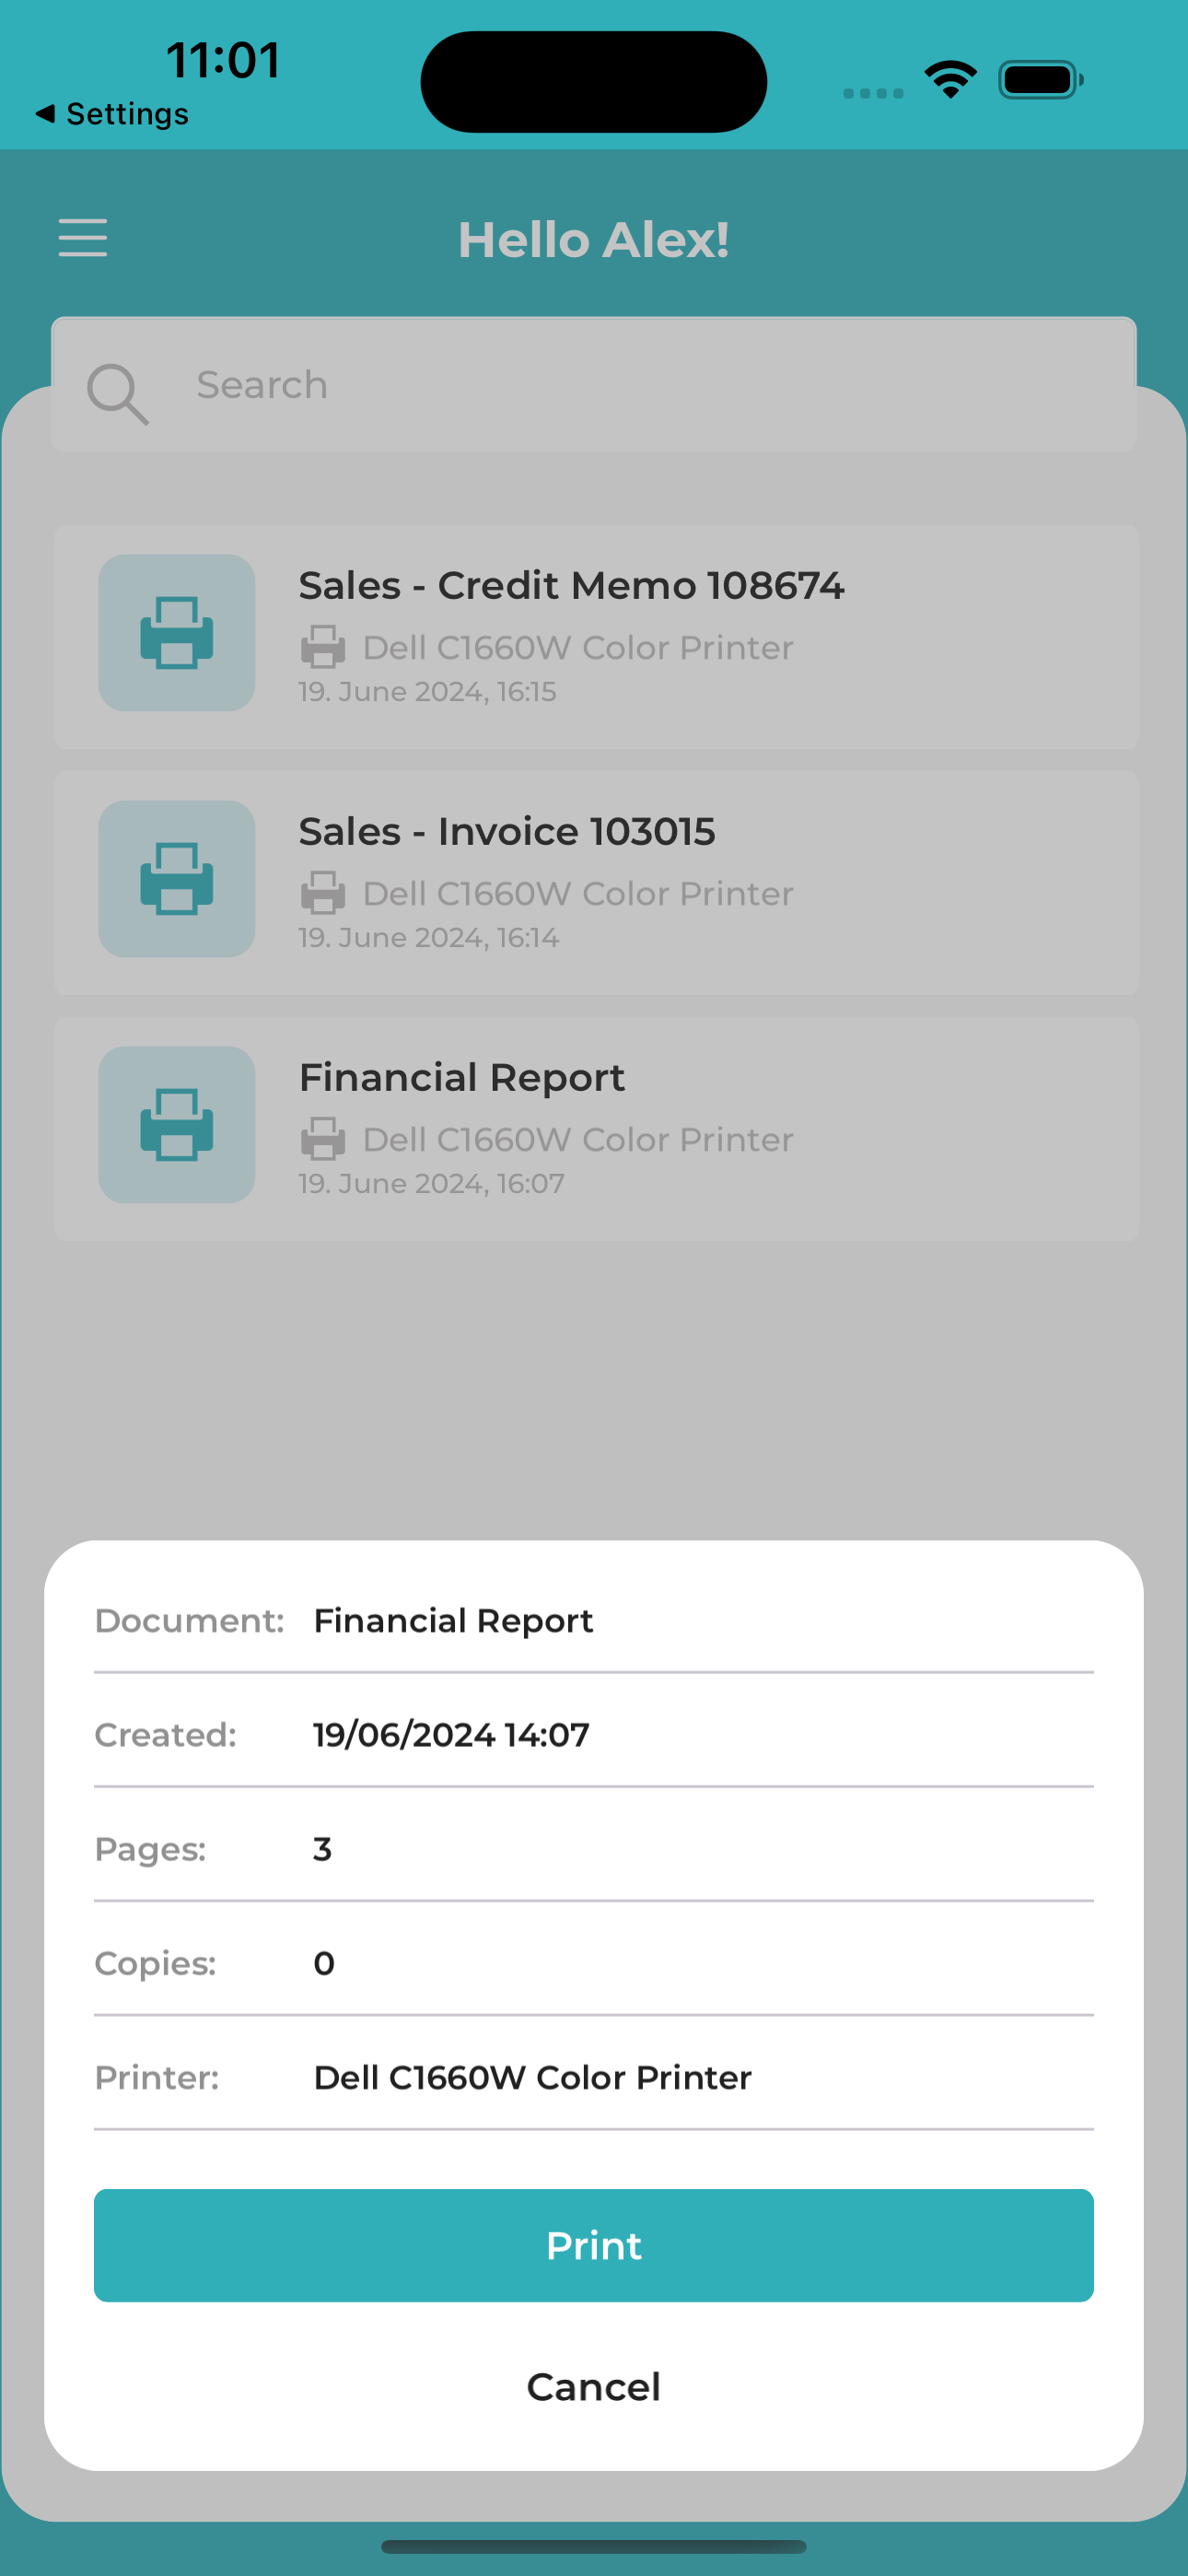 11:01
Settings
Hello Alex!
Search
Sales - Credit Memo 108674
Dell C1660W Color Printer
19. June 2024, 16:15
Sales - Invoice 103015
Dell C1660W Color Printer
19. June 2024, 16:14
Financial Report
Dell C1660W Color Printer
19. June 2024, 16:07
Document: Financial Report
Created: 19/06/2024 14:07
Pages: 3
Copies: 0
Printer: Dell C1660W Color Printer
Print
Cancel